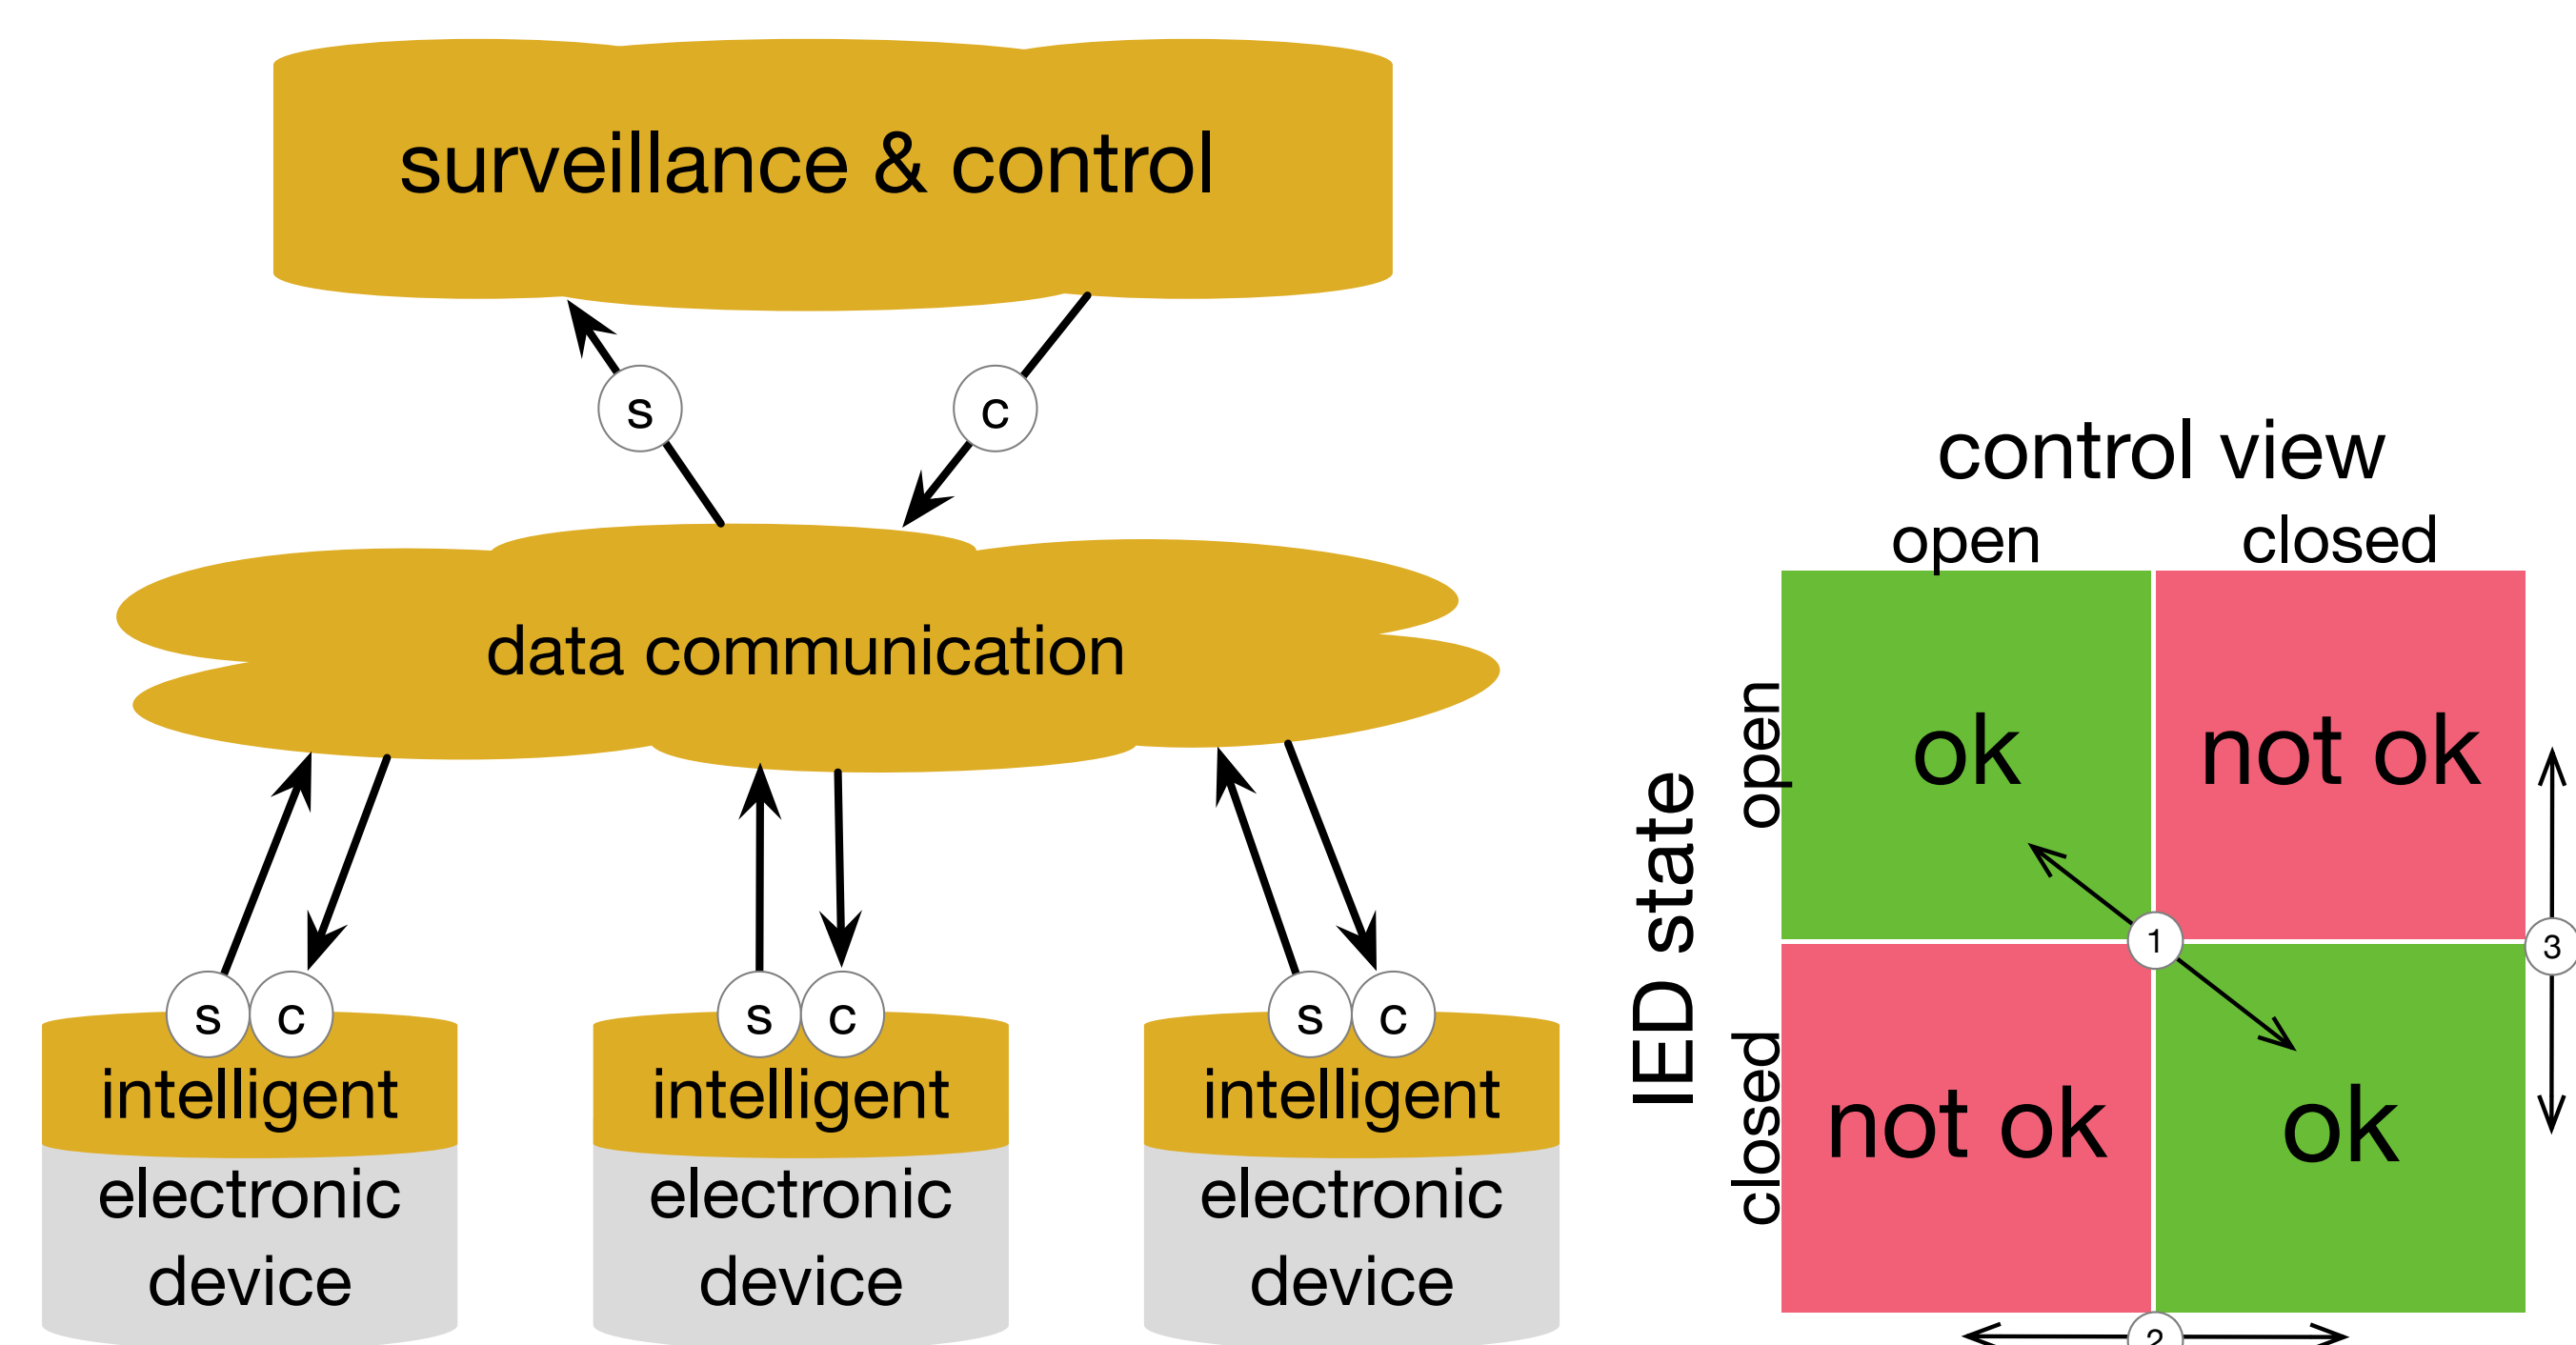 surveillance & control
s
c
data communication
s c
s c
s c
intelligent
electronic
device
intelligent
electronic
device
intelligent
electronic
device
control view
open closed
IED state
open
closed
ok
not ok
not ok
ok
1
3
2